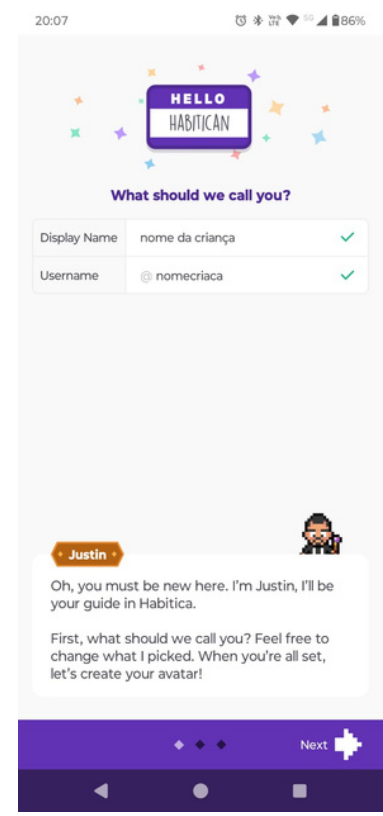 20:07
VoLTE 5G 86%
HELLO
HABITICAN
What should we call you?
Display Name nome da criança
Username @ nomecriaca
Justin
Oh, you must be new here. I'm Justin, I'll be
your guide in Habitica.
First, what should we call you? Feel free to
change what I picked. When you're all set,
let's create your avatar!
Next